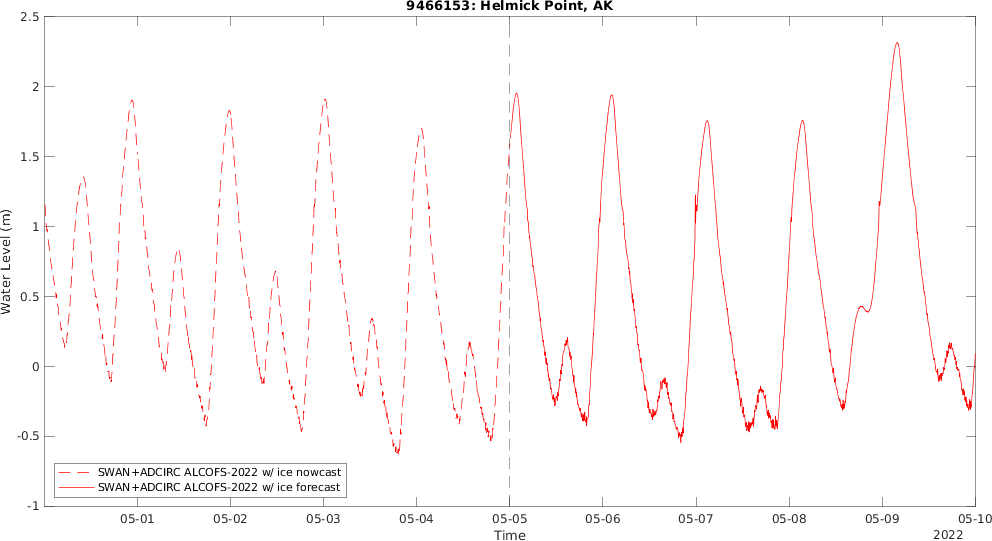 9466153: Helmick Point, AK
2.5
2
1.5
1
0.5
0
-0.5
-1
Water Level (m)
SWAN+ADCIRC ALCOFS-2022 w/ ice nowcast
SWAN+ADCIRC ALCOFS-2022 w/ ice forecast
05-01 05-02 05-03 05-04 05-05 05-06 05-07 05-08 05-09 05-10
Time
2022